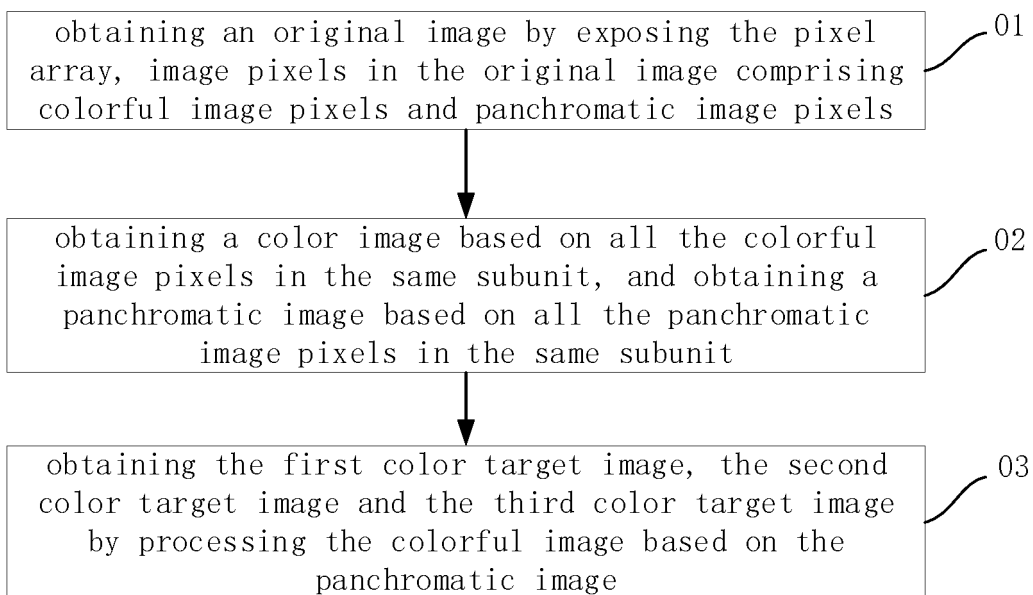 obtaining an original image by exposing the pixel
array, image pixels in the original image comprising
colorful image pixels and panchromatic image pixels
01
obtaining a color image based on all the colorful
image pixels in the same subunit, and obtaining a
panchromatic image based on all the panchromatic
image pixels in the same subunit
02
obtaining the first color target image, the second
color target image and the third color target image
by processing the colorful image based on the
panchromatic image
03